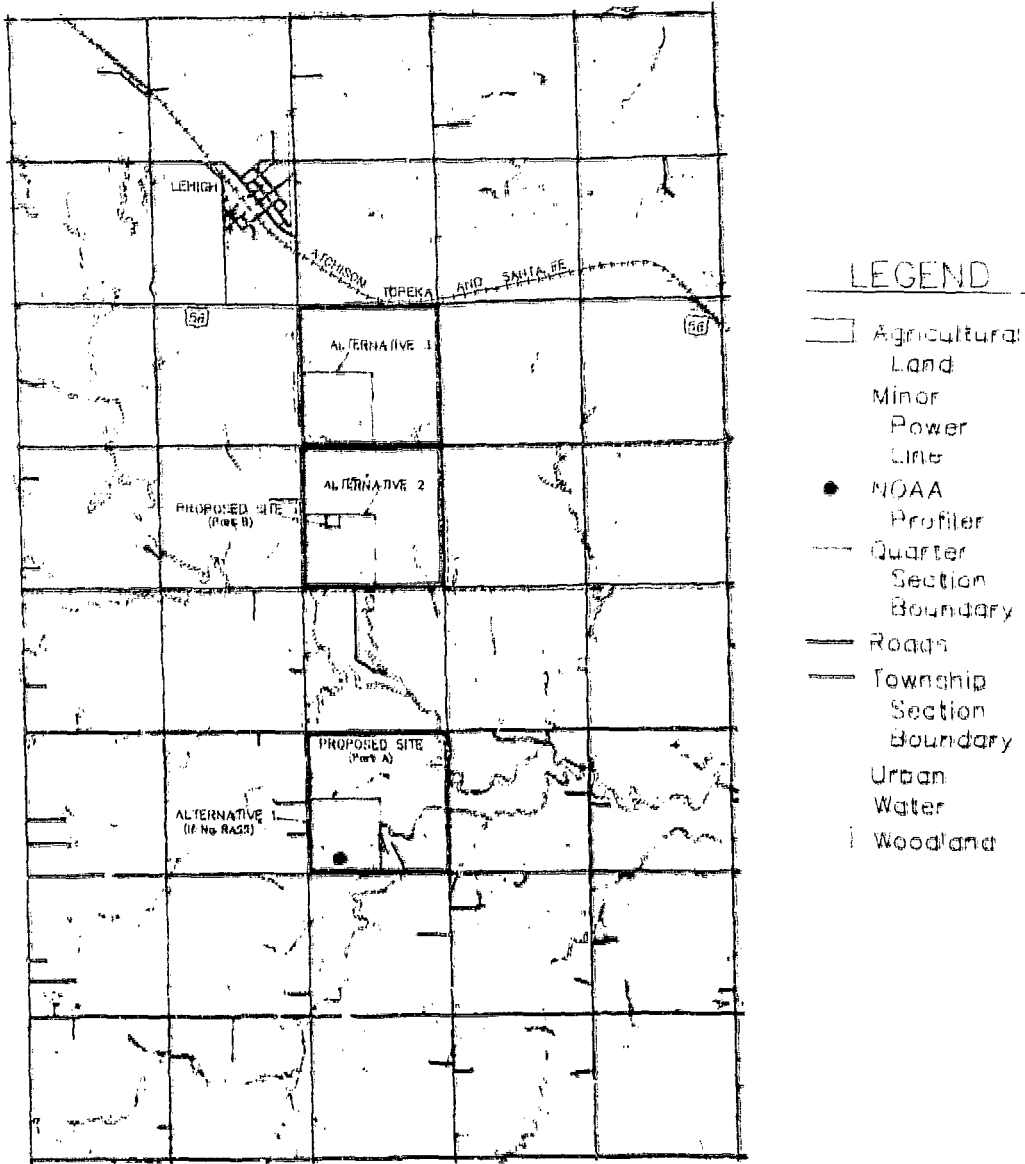 LEHIGH
ATCHISON
TOPEKA AND SANTA FE
56
56
ALTERNATIVE 3
ALTERNATIVE 2
PROPOSED SITE
(Part B)
PROPOSED SITE
(Part A)
ALTERNATIVE 1
(If No RASS)
LEGEND
Agricultural
Land
Minor
Power
Line
NOAA
Profiler
Quarter
Section
Boundary
Roads
Township
Section
Boundary
Urban
Water
Woodland